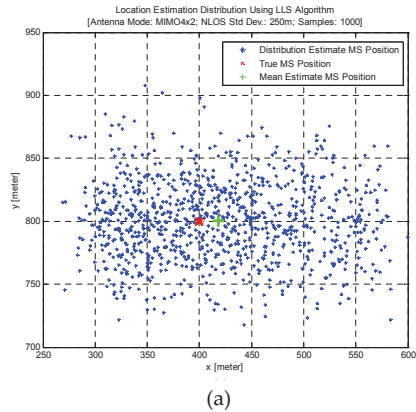 Location Estimation Distribution Using LLS Algorithm
[Antenna Mode: MIMO4x2; NLOS Std Dev.: 250m; Samples: 1000]
950
900
850
800
750
700
y [meter]
Distribution Estimate MS Position
True MS Position
Mean Estimate MS Position
250 300 350 400 450 500 550 600
x [meter]
(a)